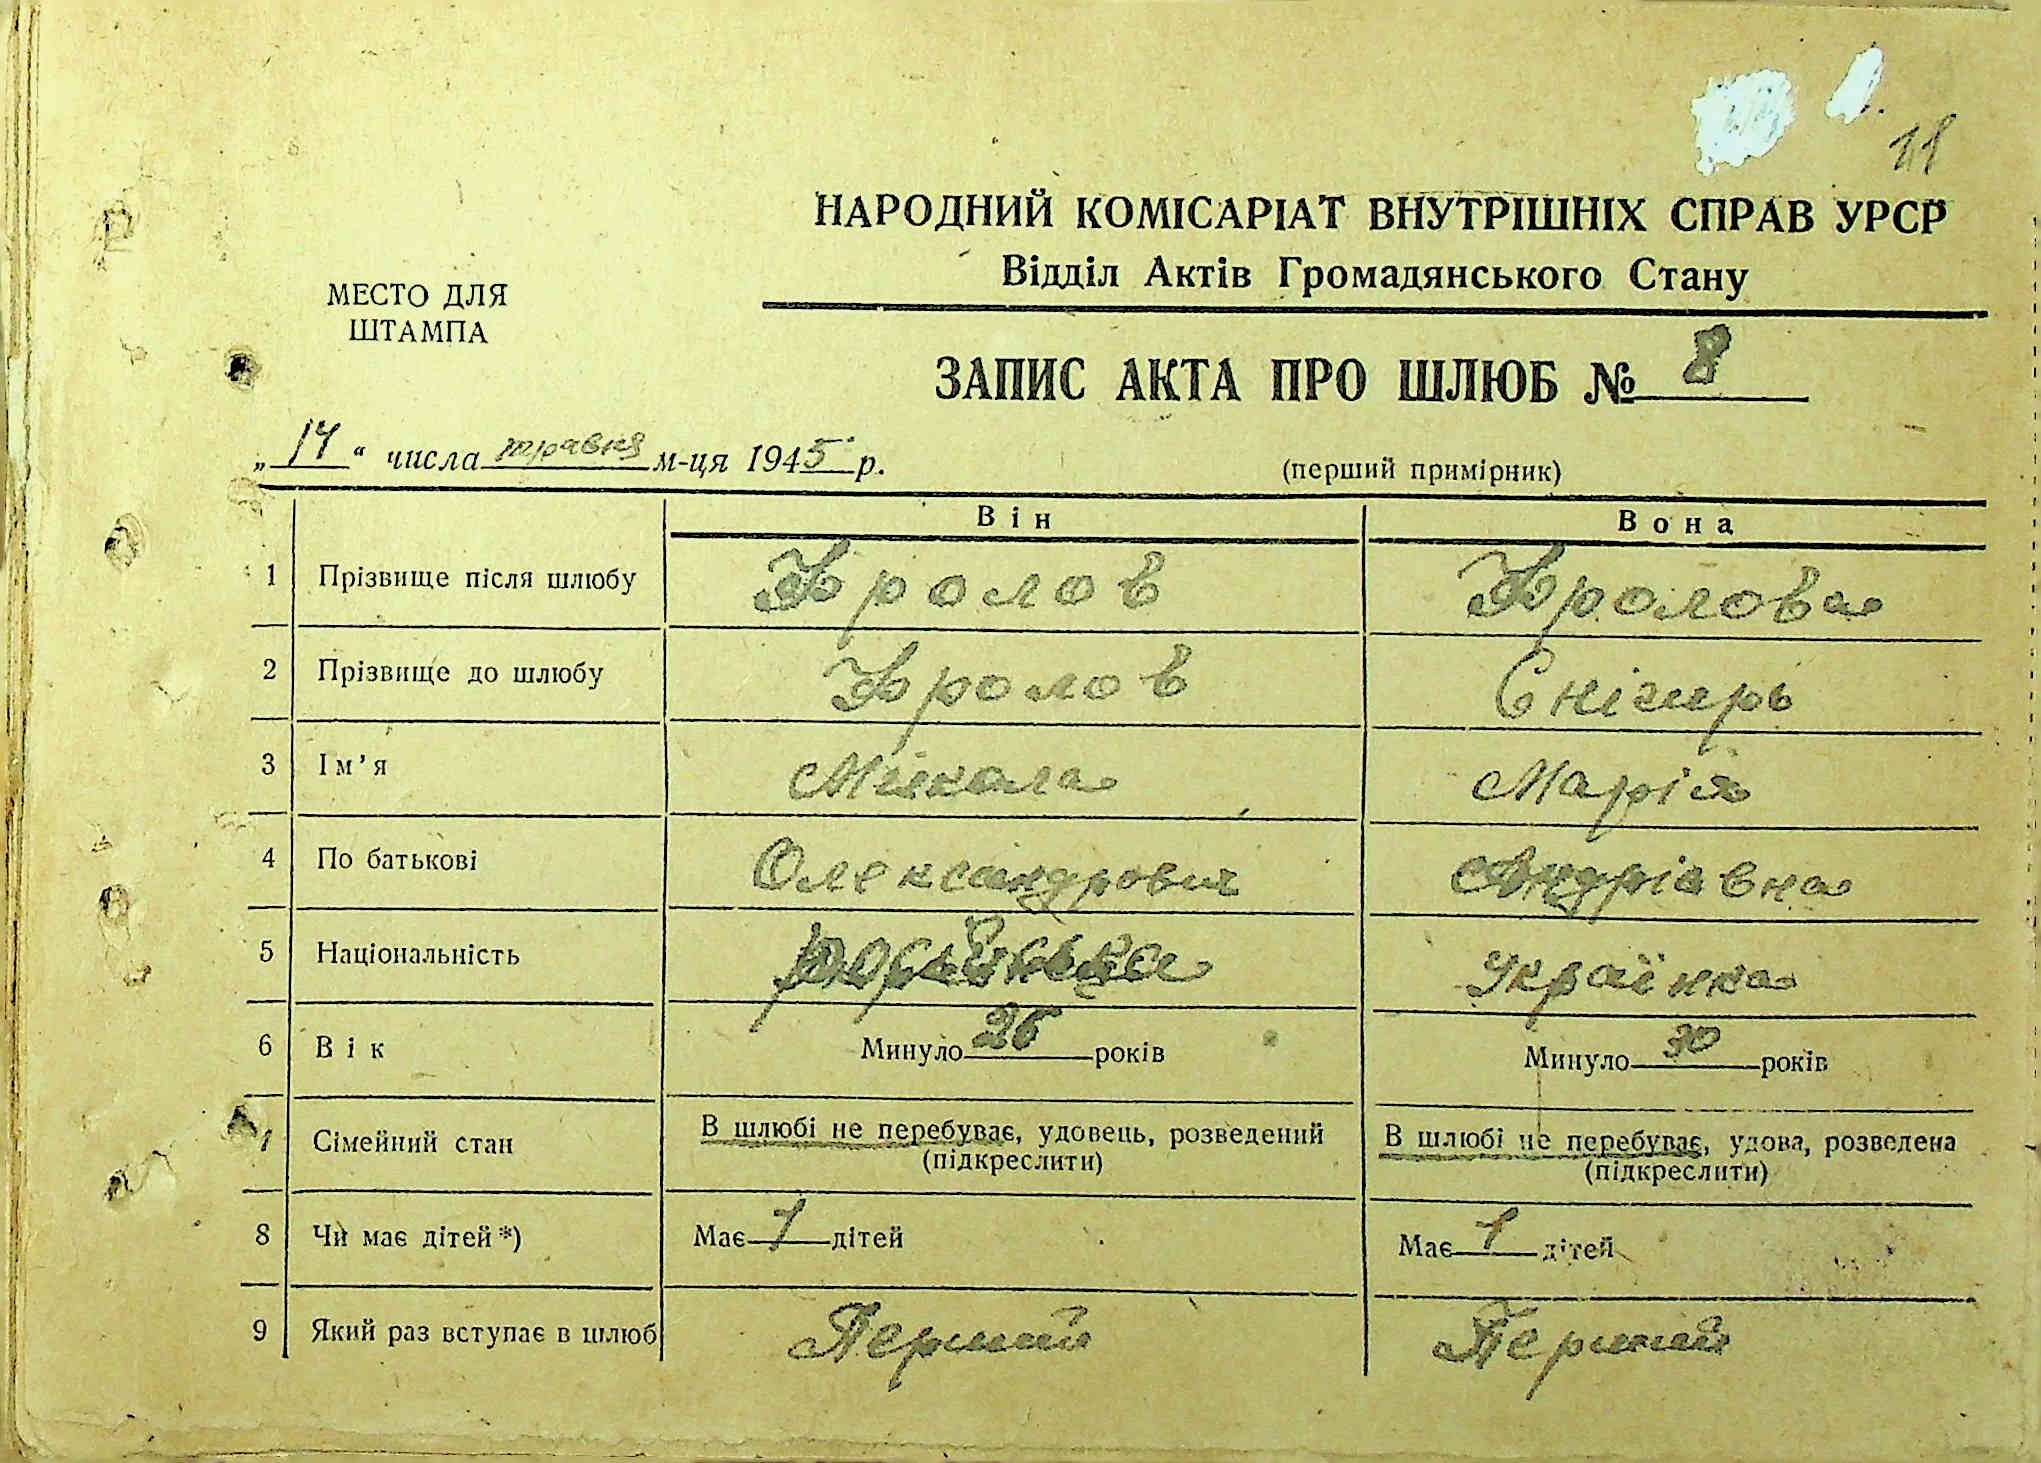 11
НАРОДНИЙ КОМІСАРІАТ ВНУТРІШНІХ СПРАВ УРСР
Відділ Актів Громадянського Стану
МЕСТО ДЛЯ
ШТАМПА
ЗАПИС АКТА ПРО ШЛЮБ № 8
„14“ числа травня м-ця 1945 р.
(перший примірник)
Він Вона
1 Прізвище після шлюбу Фролов Фролова
2 Прізвище до шлюбу Фролов Снігирь
3 Ім’я Мікола Марія
4 По батькові Олександрович Андріївна
5 Національність Українка
6 Вік Минуло 26 років Минуло 30 років
7 Сімейний стан В шлюбі не перебуває, удовець, розведений В шлюбі не перебуває, удова, розведена
(підкреслити) (підкреслити)
8 Чи має дітей *) Має 1 дітей Має 1 дітей
9 Який раз вступає в шлюб Перший Перший